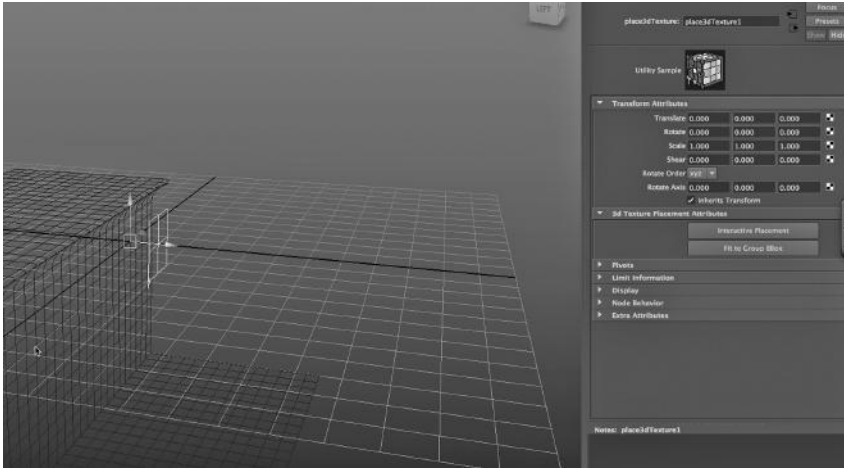 LEFT
place3dTexture: place3dTexture1
Focus
Presets
Show Hide
Utility Sample
Transform Attributes
Translate 0.000 0.000 0.000
Rotate 0.000 0.000 0.000
Scale 1.000 1.000 1.000
Shear 0.000 0.000 0.000
Rotate Order xyz
Rotate Axis 0.000 0.000 0.000
Inherits Transform
3d Texture Placement Attributes
Interactive Placement
Fit to Group BBox
Pivots
Limit Information
Display
Node Behavior
Extra Attributes
Notes: place3dTexture1